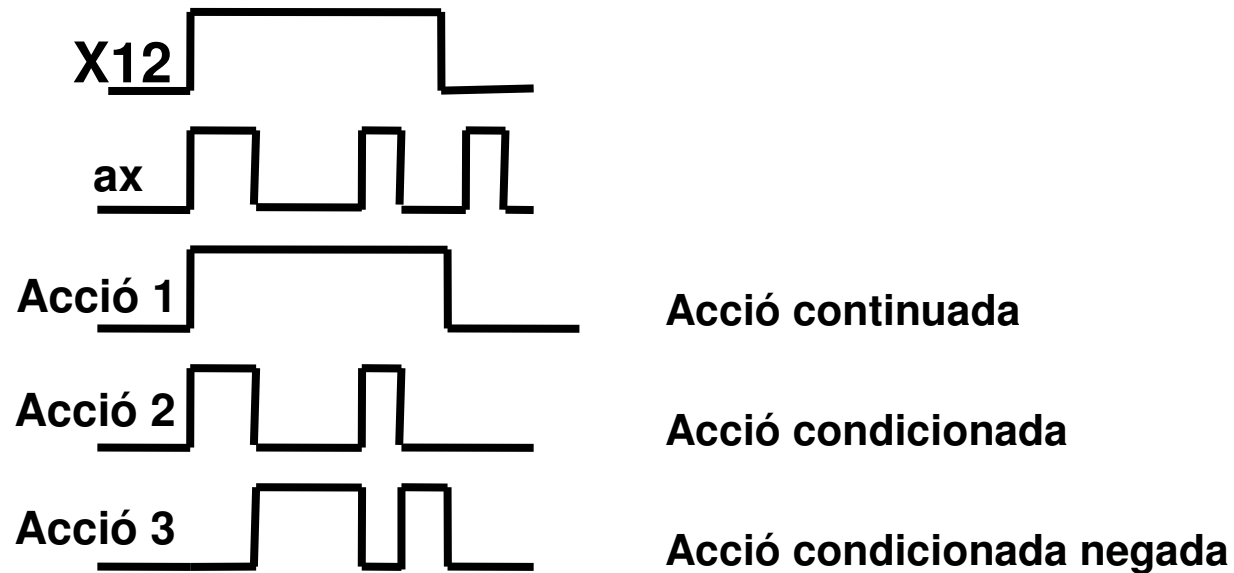 X12
ax
Acció 1
Acció continuada
Acció 2
Acció condicionada
Acció 3
Acció condicionada negada